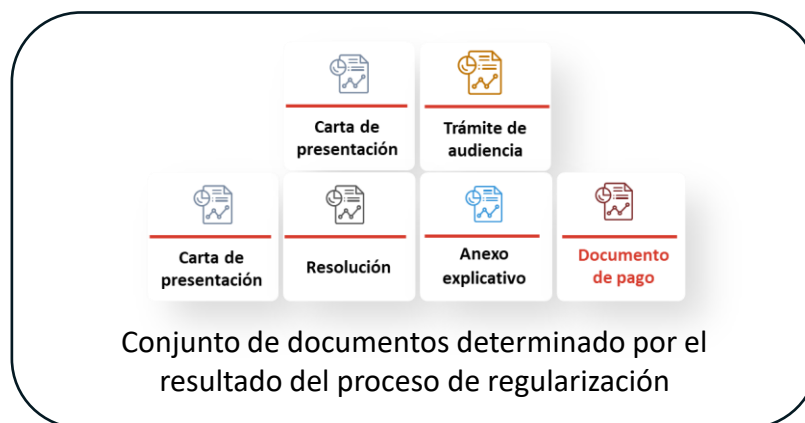 Carta de
presentación
Trámite de
audiencia
Carta de
presentación
Resolución
Anexo
explicativo
Documento
de pago
Conjunto de documentos determinado por el
resultado del proceso de regularización